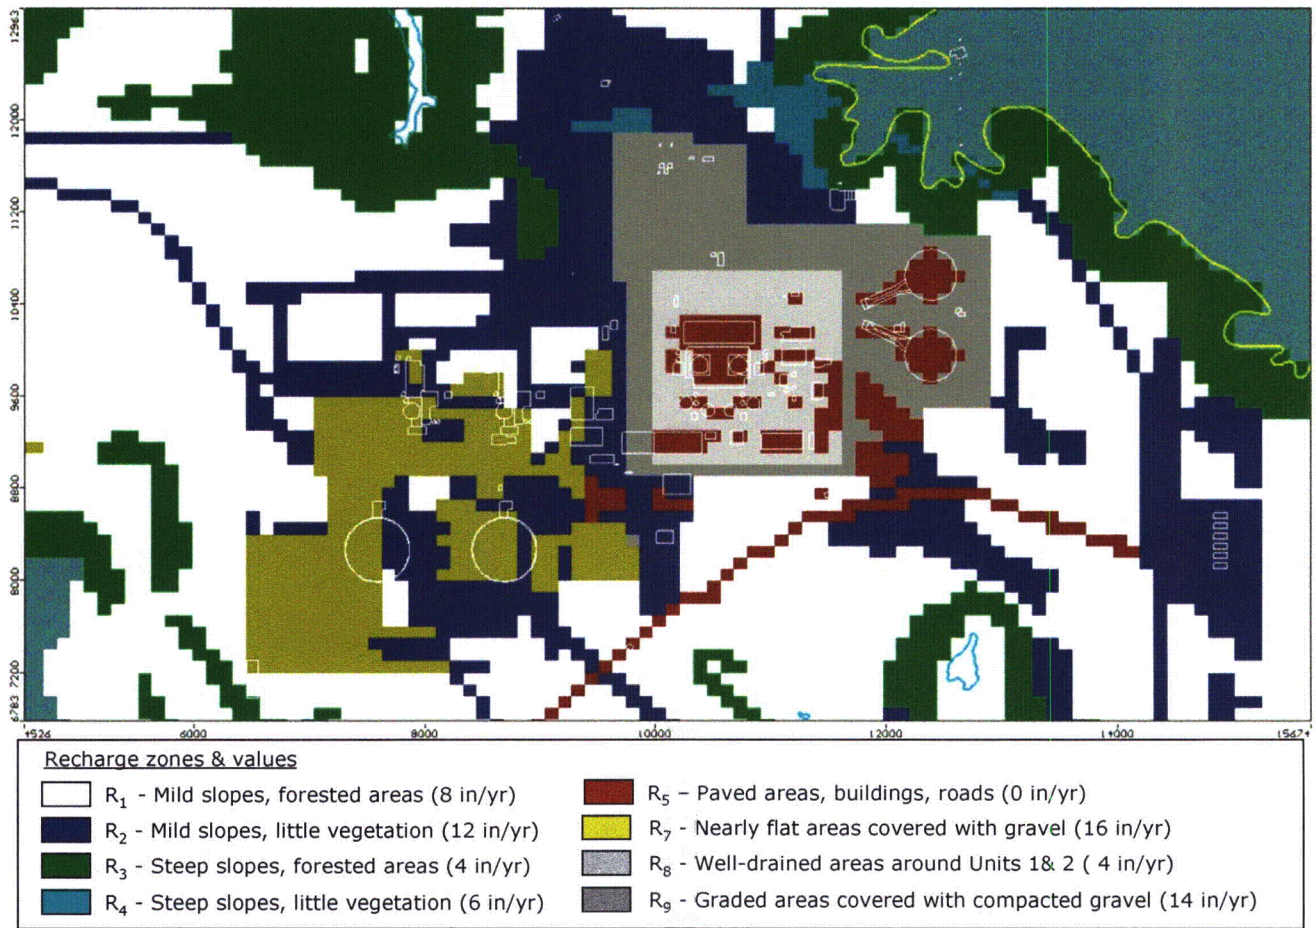 12963
12000
11200
10400
9600
8800
8000
7200
6783
4526 6000 8000 10000 12000 14000 15674
Recharge zones & values
R1 - Mild slopes, forested areas (8 in/yr)
R2 - Mild slopes, little vegetation (12 in/yr)
R3 - Steep slopes, forested areas (4 in/yr)
R4 - Steep slopes, little vegetation (6 in/yr)
R5 – Paved areas, buildings, roads (0 in/yr)
R7 - Nearly flat areas covered with gravel (16 in/yr)
R8 - Well-drained areas around Units 1& 2 ( 4 in/yr)
R9 - Graded areas covered with compacted gravel (14 in/yr)